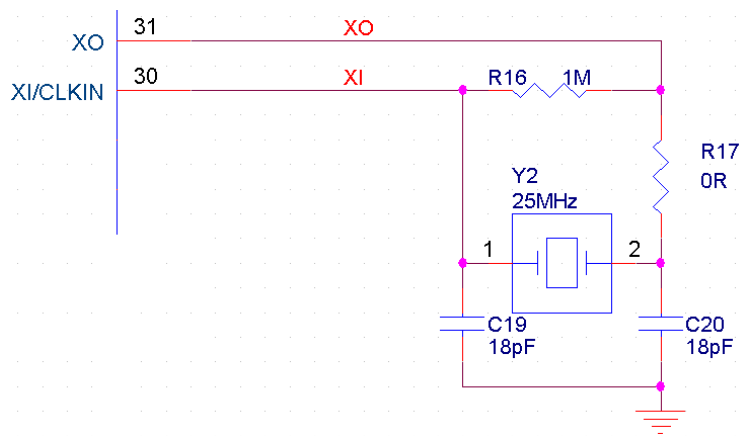 31 XO
XO
30 XI
XI/CLKIN
R16 1M
R17
0R
Y2
25MHz
1 2
C19 C20
18pF 18pF